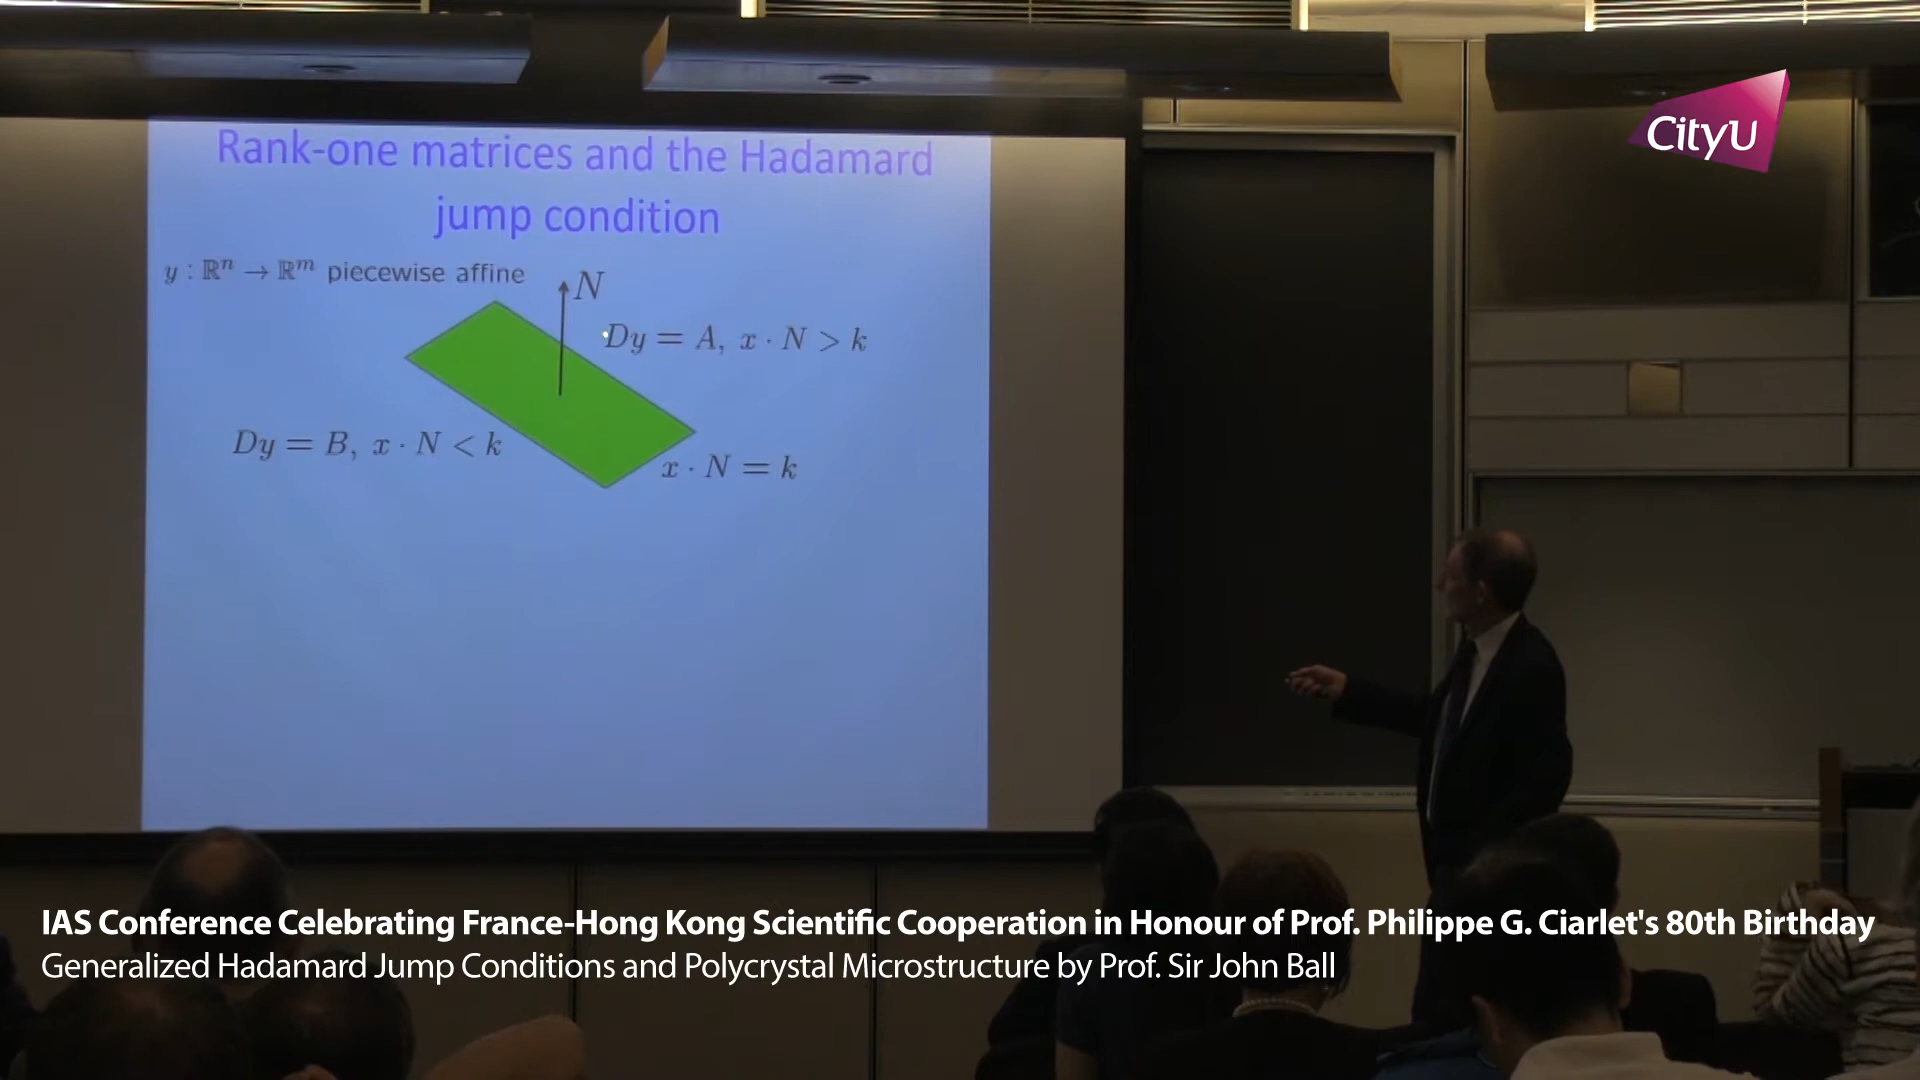 CityU
Rank-one matrices and the Hadamard
jump condition
y : ℝⁿ → ℝᵐ piecewise affine
N
Dy = A, x · N > k
Dy = B, x · N < k
x · N = k
IAS Conference Celebrating France-Hong Kong Scientific Cooperation in Honour of Prof. Philippe G. Ciarlet's 80th Birthday
Generalized Hadamard Jump Conditions and Polycrystal Microstructure by Prof. Sir John Ball